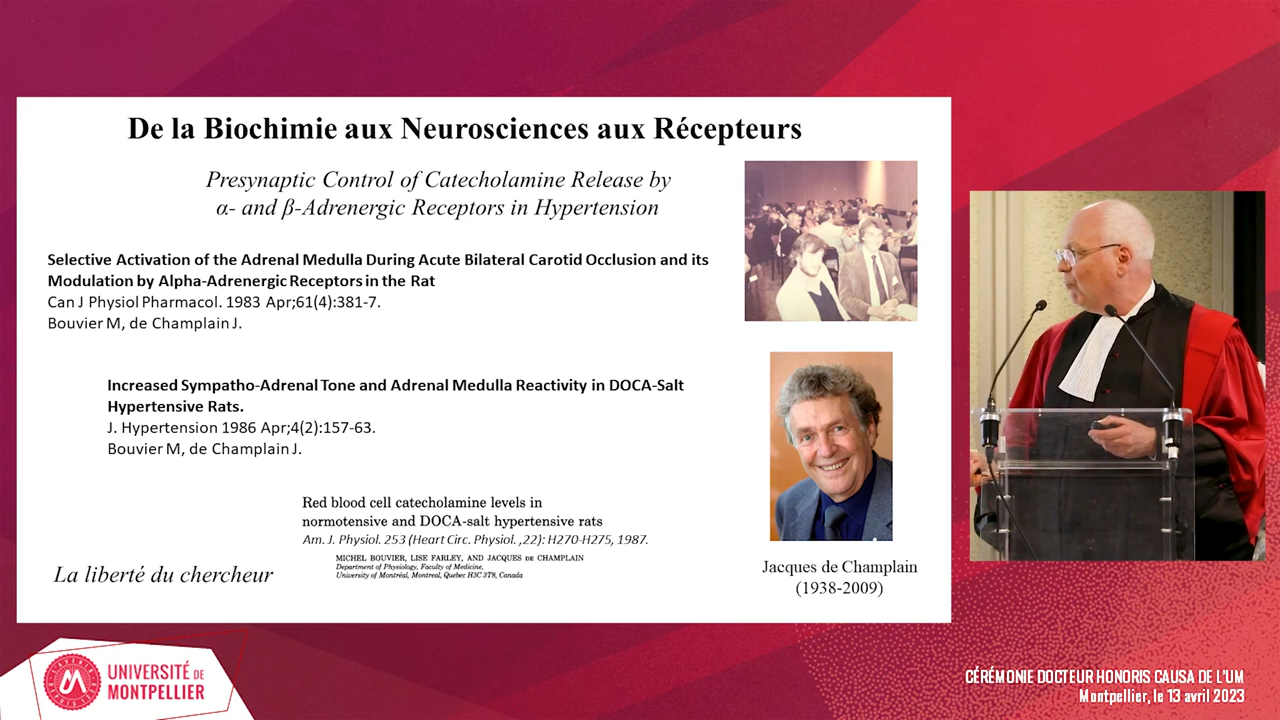 De la Biochimie aux Neurosciences aux Récepteurs
Presynaptic Control of Catecholamine Release by
α- and β-Adrenergic Receptors in Hypertension
Selective Activation of the Adrenal Medulla During Acute Bilateral Carotid Occlusion and its
Modulation by Alpha-Adrenergic Receptors in the Rat
Can J Physiol Pharmacol. 1983 Apr;61(4):381-7.
Bouvier M, de Champlain J.
Increased Sympatho-Adrenal Tone and Adrenal Medulla Reactivity in DOCA-Salt
Hypertensive Rats.
J. Hypertension 1986 Apr;4(2):157-63.
Bouvier M, de Champlain J.
Red blood cell catecholamine levels in
normotensive and DOCA-salt hypertensive rats
Am. J. Physiol. 253 (Heart Circ. Physiol. ,22): H270-H275, 1987.
MICHEL BOUVIER, LISE FARLEY, AND JACQUES DE CHAMPLAIN
Department of Physiology, Faculty of Medicine,
University of Montréal, Montreal, Quebec H3C 3T8, Canada
La liberté du chercheur
Jacques de Champlain
(1938-2009)
UNIVERSITÉ DE
MONTPELLIER
CÉRÉMONIE DOCTEUR HONORIS CAUSA DE L'UM
Montpellier, le 13 avril 2023